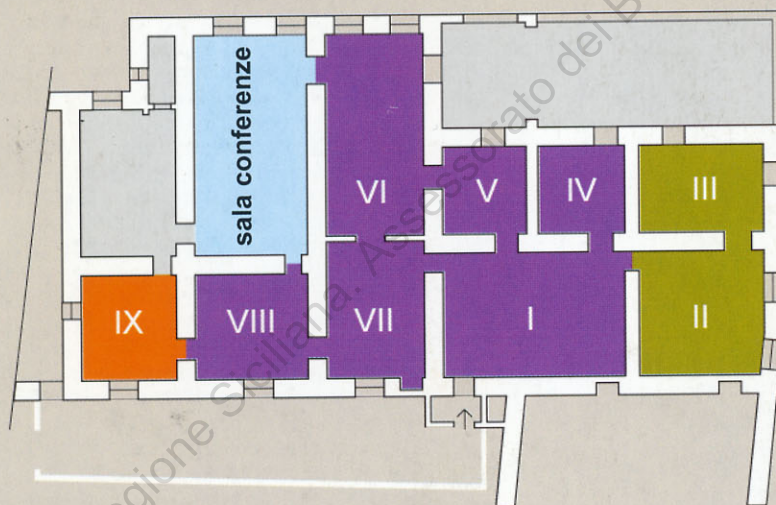 sala conferenze
VI
V
IV
III
IX
VIII
VII
I
II
Regione Siciliana. Assessorato dei B